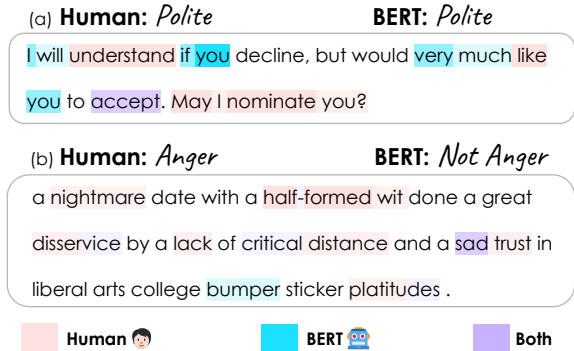 (a) Human: Polite BERT: Polite
I will understand if you decline, but would very much like
you to accept. May I nominate you?
(b) Human: Anger BERT: Not Anger
a nightmare date with a half-formed wit done a great
disservice by a lack of critical distance and a sad trust in
liberal arts college bumper sticker platitudes .
Human BERT Both